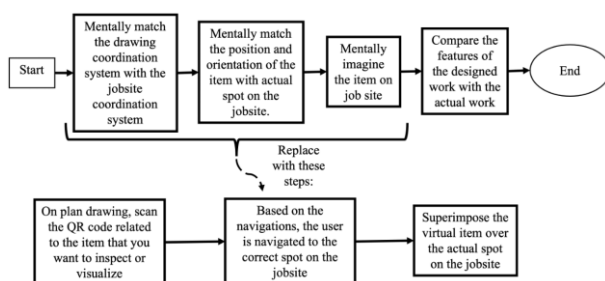 Start
Mentally match
the drawing
coordination
system with the
jobsite
coordination
system
Mentally match
the position and
orientation of the
item with actual
spot on the
jobsite.
Mentally
imagine
the item on
job site
Compare the
features of
the designed
work with the
actual work
End
Replace
with these
steps:
On plan drawing, scan
the QR code related
to the item that you
want to inspect or
visualize
Based on the
navigations, the user
is navigated to the
correct spot on the
jobsite
Superimpose the
virtual item over
the actual spot
on the jobsite